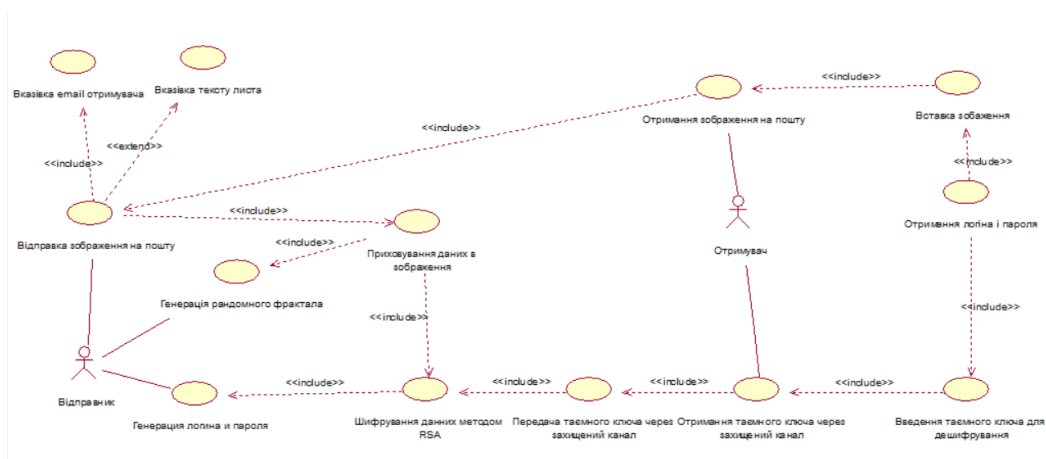 <<include>>
Вказівка email отримувача
Вказівка тексту листа
Отримання зображення на пошту
Вставка зобаження
<<include>>
<<extend>>
<<include>>
<<include>>
<<include>>
Відправка зображення на пошту
Приховування даних в
зображення
Отримувач
Отримання логіна і пароля
<<include>>
Генерація рандомного фрактала
<<include>>
<<include>>
Відправник
<<include>>
<<include>>
<<include>>
<<include>>
Генерация логина и пароля
Шифрування данних методом
RSA
Передача таємного ключа через
захищений канал
Отримання таємного ключа через
захищений канал
Введення таємного ключа для
дешифрування